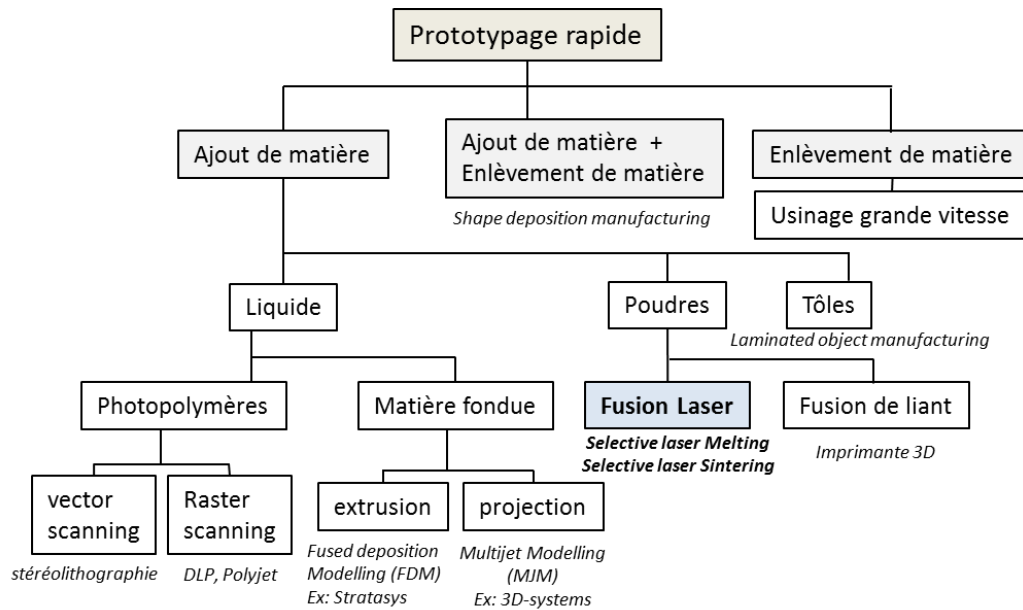 Prototypage rapide
Ajout de matière
Ajout de matière +
Enlèvement de matière
Enlèvement de matière
Shape deposition manufacturing
Usinage grande vitesse
Liquide
Poudres
Tôles
Laminated object manufacturing
Photopolymères
Matière fondue
Fusion Laser
Fusion de liant
Selective laser Melting
Selective laser Sintering
Imprimante 3D
vector
scanning
Raster
scanning
extrusion
projection
stéréolithographie
DLP, Polyjet
Fused deposition
Modelling (FDM)
Ex: Stratasys
Multijet Modelling
(MJM)
Ex: 3D-systems